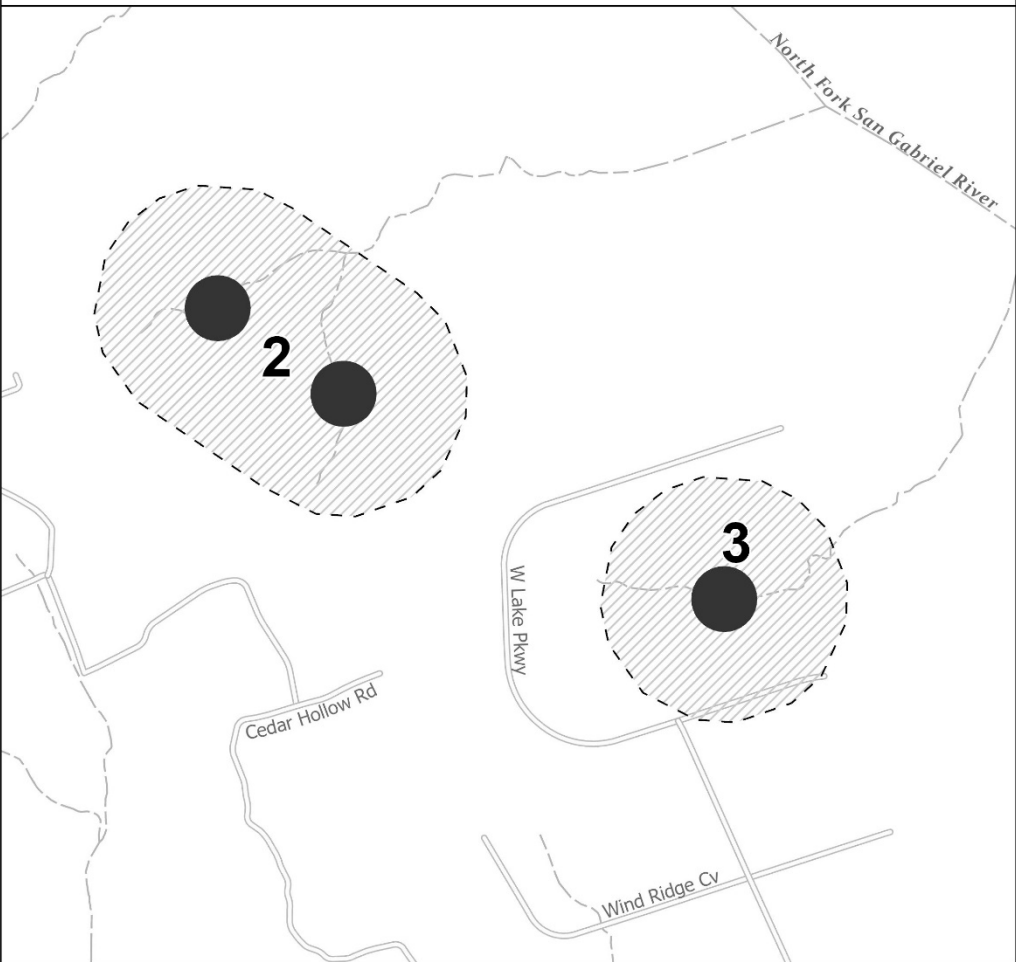 North Fork San Gabriel River
2
3
W Lake Pkwy
Cedar Hollow Rd
Wind Ridge Cv